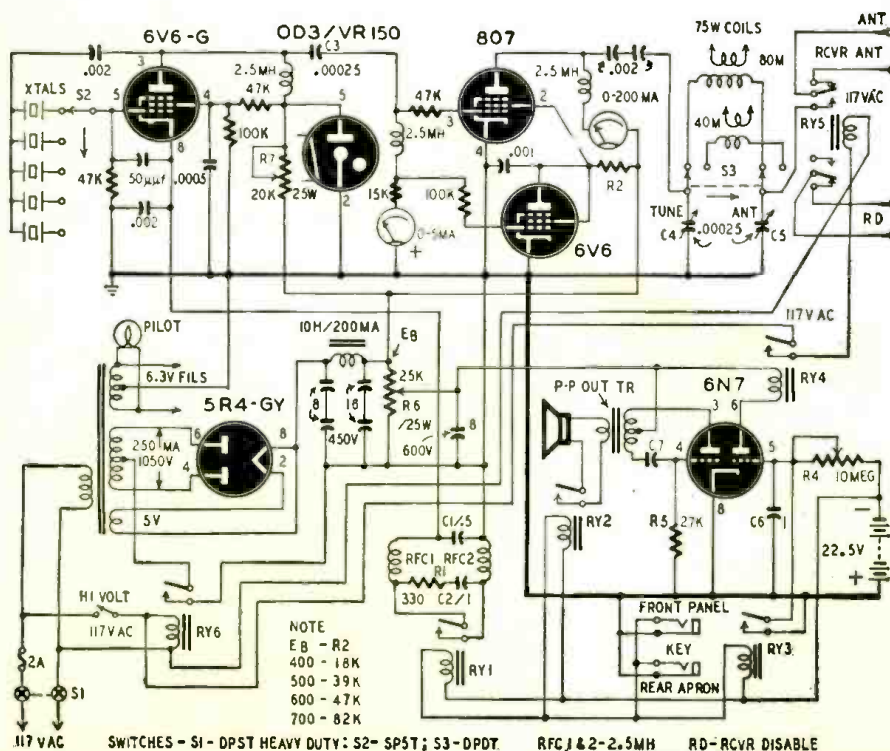 6V6-G
OD3/VR150
807
75W COILS
ANT
RCVR ANT
80M
.002
3
5
C3
.00025
.002
2.5MH
XTALS
S2
5
4
47K
47K
3
2
2.5 MH
0-200 MA
117VAC
RY5
2.5MH
40M
8
100K
4
.001
R2
S3
R7
50µµf
.0005
47K
20K
25W
2
15K
100K
TUNE
ANT
.00025
C4
C5
RD
.002
0-5MA
+
6V6
117V AC
PILOT
10H/200MA
EB
RY4
6.3V FILS
5R4-GY
25K
R6
/25W
P-P OUT TR
6N7
3
6
8
16
450V
8
600V
250 MA
1050V
6
4
8
2
C7
4
5
R4
10MEG
5V
C1/.5
RFC1
RFC2
R1
330
C2/1
RY2
R5
27K
8
C6
1
-
22.5V
+
HI VOLT
117VAC
RY6
FRONT PANEL
KEY
REAR APRON
RY3
RY1
2A
S1
NOTE
EB - R2
400 - 18K
500 - 39K
600 - 47K
700 - 82K
117 VAC
SWITCHES - S1 - DPST HEAVY DUTY; S2 - SP5T; S3 - DPDT. RFC1 & 2 - 2.5MH RD - RCVR DISABLE